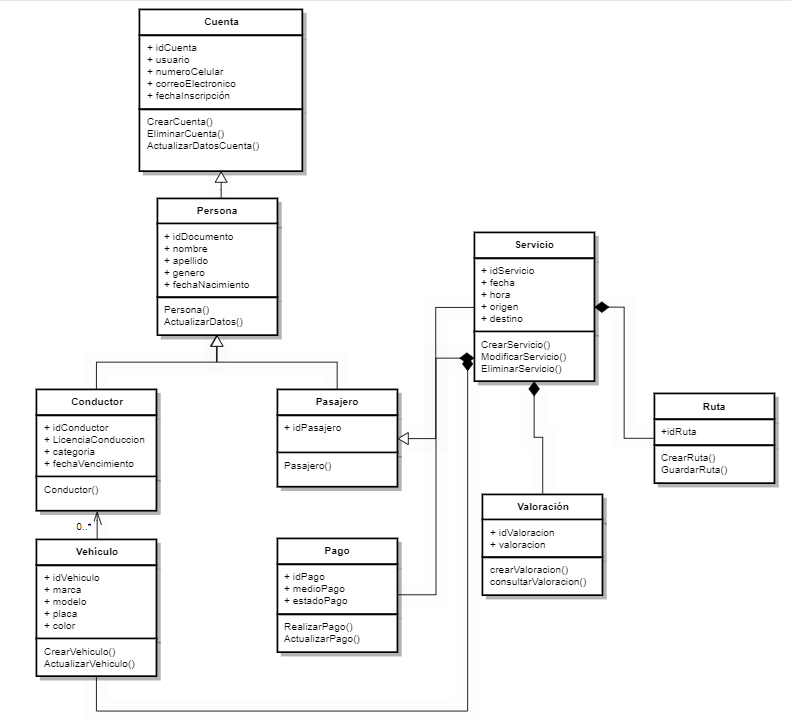 Cuenta
+ idCuenta
+ usuario
+ numeroCelular
+ correoElectronico
+ fechaInscripción
CrearCuenta()
EliminarCuenta()
ActualizarDatosCuenta()
Persona
+ idDocumento
+ nombre
+ apellido
+ genero
+ fechaNacimiento
Persona()
ActualizarDatos()
Servicio
+ idServicio
+ fecha
+ hora
+ origen
+ destino
CrearServicio()
ModificarServicio()
EliminarServicio()
Conductor
+ idConductor
+ LicenciaConduccion
+ categoria
+ fechaVencimiento
Conductor()
Pasajero
+ idPasajero
Pasajero()
Ruta
+idRuta
CrearRuta()
GuardarRuta()
0..*
Vehiculo
+ idVehiculo
+ marca
+ modelo
+ placa
+ color
CrearVehiculo()
ActualizarVehiculo()
Pago
+ idPago
+ medioPago
+ estadoPago
RealizarPago()
ActualizarPago()
Valoración
+ idValoracion
+ valoracion
crearValoracion()
consultarValoracion()